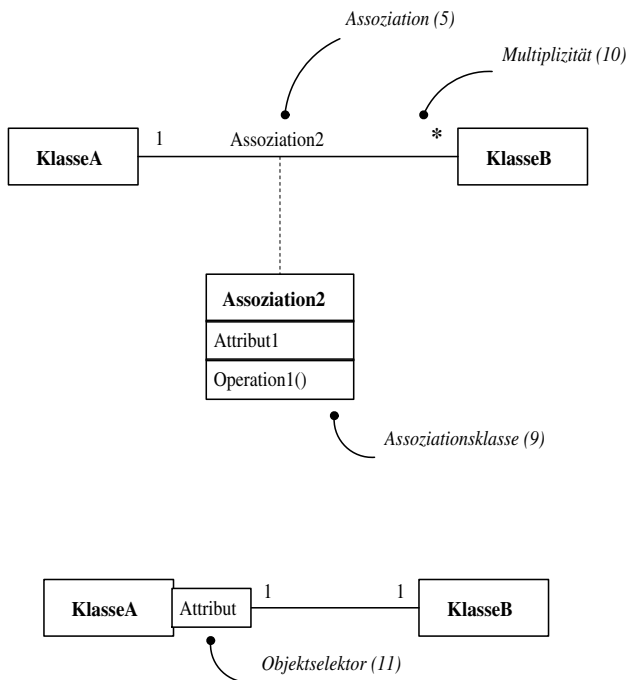 Assoziation (5)
Multiplizität (10)
1 Assoziation2 *
KlasseA KlasseB
Assoziation2
Attribut1
Operation1()
Assoziationsklasse (9)
1 1
KlasseA Attribut KlasseB
Objektselektor (11)